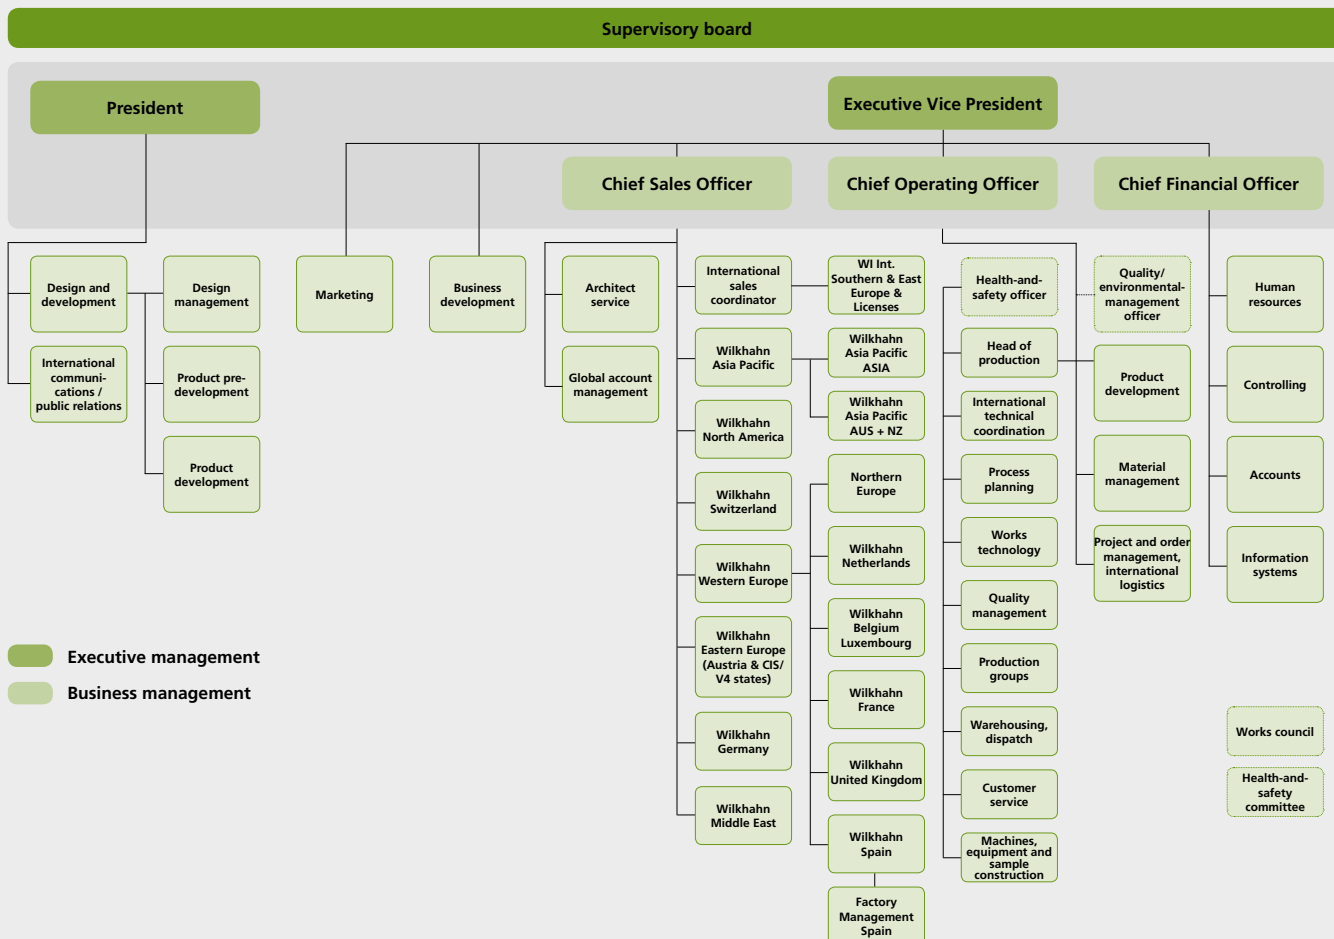 Supervisory board
President
Executive Vice President
Chief Sales Officer
Chief Operating Officer
Chief Financial Officer
Design and
development
International
communi-
cations /
public relations
Design
management
Product pre-
development
Product
development
Marketing
Business
development
Architect
service
Global account
management
International
sales
coordinator
Wilkhahn
Asia Pacific
Wilkhahn
North America
Wilkhahn
Switzerland
Wilkhahn
Western Europe
Wilkhahn
Eastern Europe
(Austria & CIS/
V4 states)
Wilkhahn
Germany
Wilkhahn
Middle East
WI Int.
Southern & East
Europe &
Licenses
Wilkhahn
Asia Pacific
ASIA
Wilkhahn
Asia Pacific
AUS + NZ
Northern
Europe
Wilkhahn
Netherlands
Wilkhahn
Belgium
Luxembourg
Wilkhahn
France
Wilkhahn
United Kingdom
Wilkhahn
Spain
Factory
Management
Spain
Health-and-
safety officer
Head of
production
International
technical
coordination
Process
planning
Works
technology
Quality
management
Production
groups
Warehousing,
dispatch
Customer
service
Machines,
equipment and
sample
construction
Quality/
environmental-
management
officer
Product
development
Material
management
Project and order
management,
international
logistics
Human
resources
Controlling
Accounts
Information
systems
Works council
Health-and-
safety
committee
Executive management
Business management